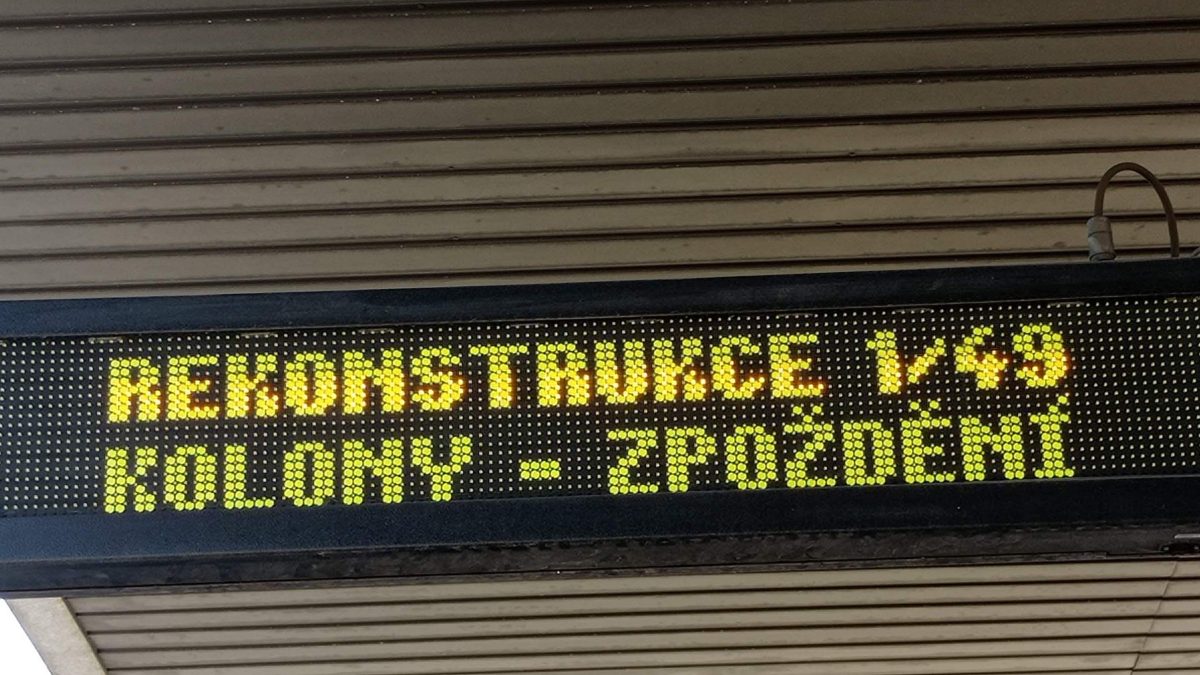 REKONSTRUKCE 1/49
KOLONY - ZPOŽDĚNÍ